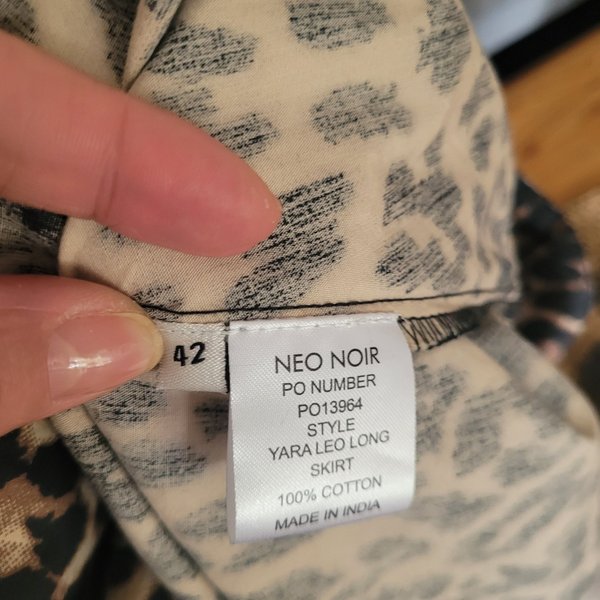 42
NEO NOIR
PO NUMBER
PO13964
STYLE
YARA LEO LONG
SKIRT
100% COTTON
MADE IN INDIA